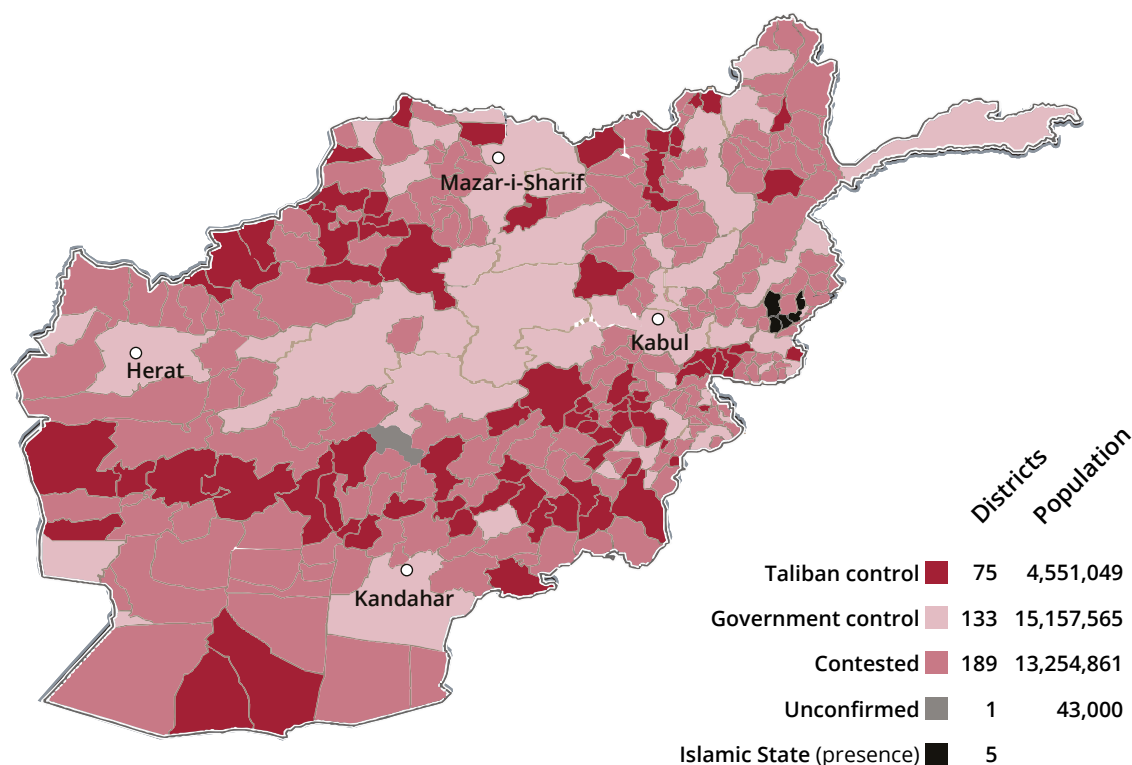 Mazar-i-Sharif
Kabul
Herat
Kandahar
Districts Population
Taliban control 75 4,551,049
Government control 133 15,157,565
Contested 189 13,254,861
Unconfirmed 1 43,000
Islamic State (presence) 5